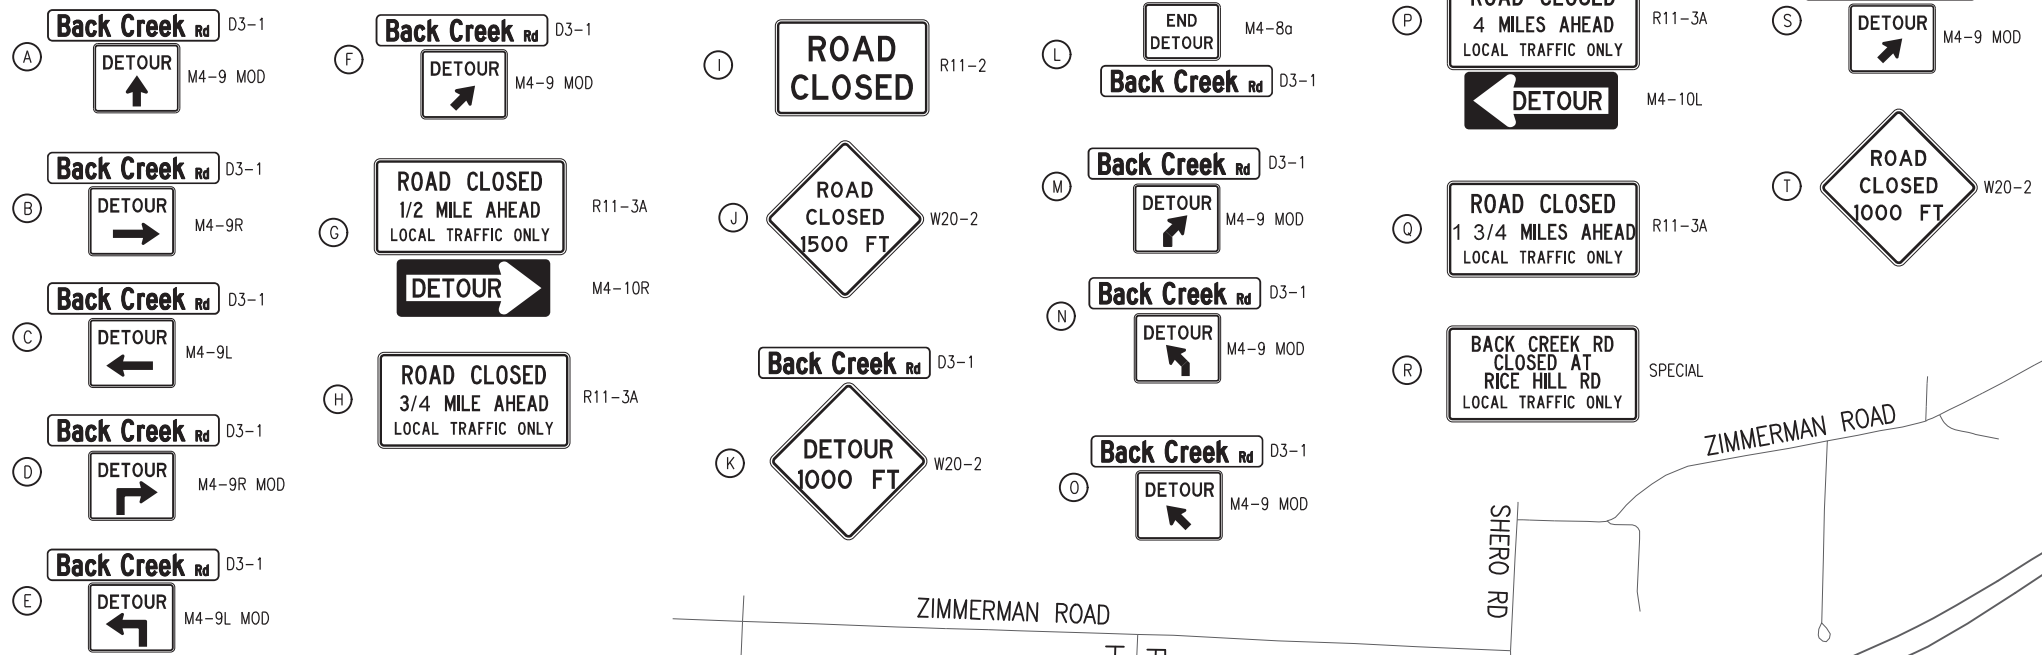 A
Back Creek Rd D3-1
DETOUR
M4-9 MOD
B
Back Creek Rd D3-1
DETOUR
M4-9R
C
Back Creek Rd D3-1
DETOUR
M4-9L
D
Back Creek Rd D3-1
DETOUR
M4-9R MOD
E
Back Creek Rd D3-1
DETOUR
M4-9L MOD
F
Back Creek Rd D3-1
DETOUR
M4-9 MOD
G
ROAD CLOSED
1/2 MILE AHEAD
LOCAL TRAFFIC ONLY
R11-3A
DETOUR
M4-10R
H
ROAD CLOSED
3/4 MILE AHEAD
LOCAL TRAFFIC ONLY
R11-3A
I
ROAD
CLOSED
R11-2
J
ROAD
CLOSED
1500 FT
W20-2
K
Back Creek Rd D3-1
DETOUR
1000 FT
W20-2
L
END
DETOUR
M4-8a
Back Creek Rd D3-1
M
Back Creek Rd D3-1
DETOUR
M4-9 MOD
N
Back Creek Rd D3-1
DETOUR
M4-9 MOD
O
Back Creek Rd D3-1
DETOUR
M4-9 MOD
P
ROAD CLOSED
4 MILES AHEAD
LOCAL TRAFFIC ONLY
R11-3A
DETOUR
M4-10L
Q
ROAD CLOSED
1 3/4 MILES AHEAD
LOCAL TRAFFIC ONLY
R11-3A
R
BACK CREEK RD
CLOSED AT
RICE HILL RD
LOCAL TRAFFIC ONLY
SPECIAL
S
DETOUR
M4-9 MOD
T
ROAD
CLOSED
1000 FT
W20-2
ZIMMERMAN ROAD
SHERO RD
ZIMMERMAN ROAD